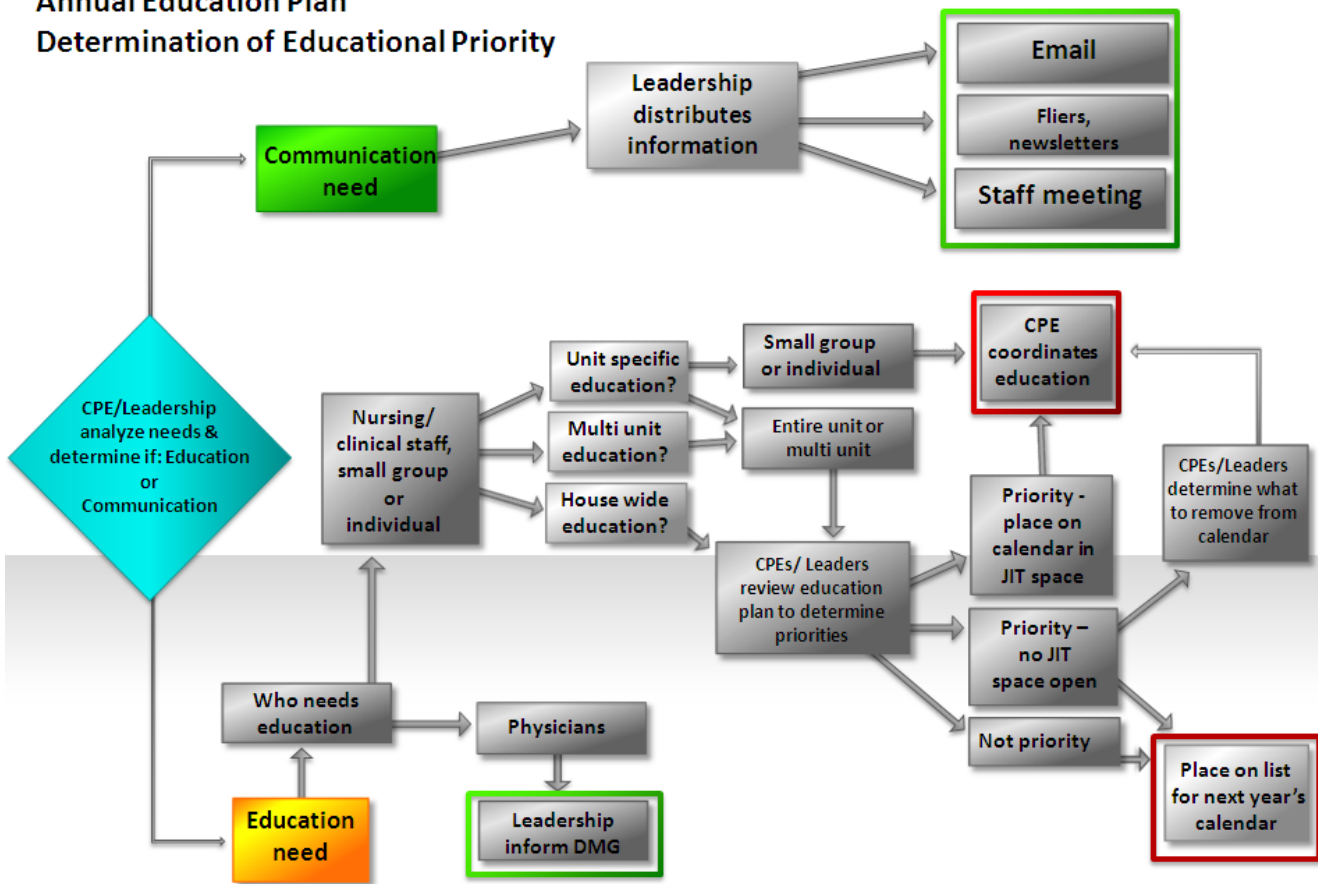 Annual Education Plan
Determination of Educational Priority
Email
Leadership
distributes
information
Fliers,
newsletters
Communication
need
Staff meeting
CPE/Leadership
analyze needs &
determine if: Education
or
Communication
Nursing/
clinical staff,
small group
or
individual
Unit specific
education?
Multi unit
education?
House wide
education?
Small group
or individual
Entire unit or
multi unit
CPE
coordinates
education
CPEs/Leaders
determine what
to remove from
calendar
CPEs/ Leaders
review education
plan to determine
priorities
Priority -
place on
calendar in
JIT space
Priority –
no JIT
space open
Not priority
Place on list
for next year's
calendar
Who needs
education
Physicians
Education
need
Leadership
inform DMG